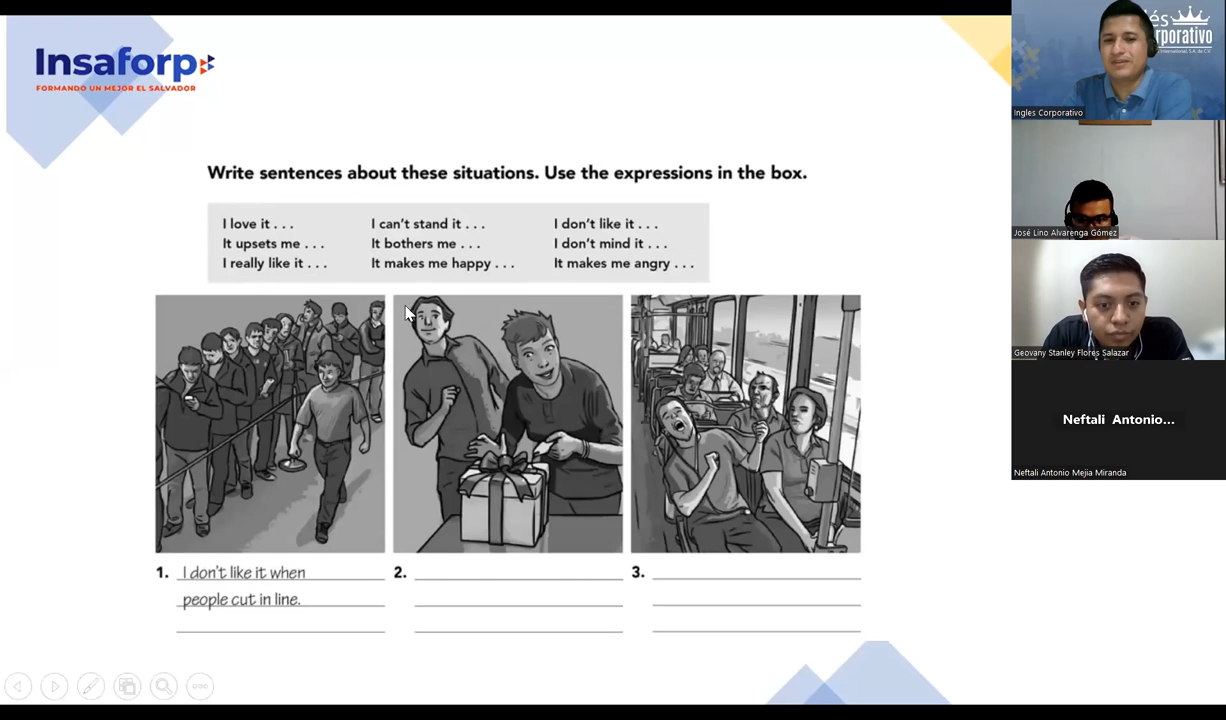 Insaforp
FORMANDO UN MEJOR EL SALVADOR
Write sentences about these situations. Use the expressions in the box.
I love it . . .
I can't stand it . . .
I don't like it . . .
It upsets me . . .
It bothers me . . .
I don't mind it . . .
I really like it . . .
It makes me happy . . .
It makes me angry . . .
1. I don't like it when
people cut in line.
2.
3.
Ingles Corporativo
José Lino Alvarenga Gómez
Geovany Stanley Flores Salazar
Neftali Antonio...
Neftali Antonio Mejia Miranda